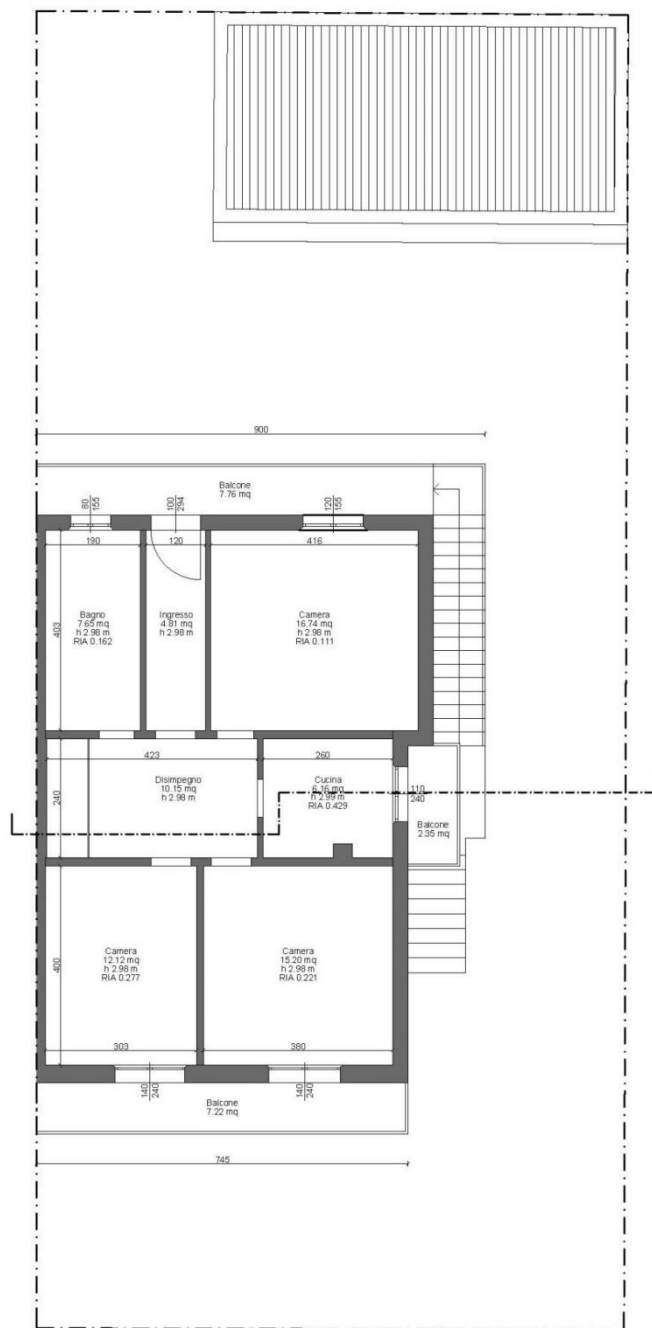 900
Balcone
7.76 mq
80
155
100
294
120
155
190
120
416
403
Bagno
7.65 mq
h 2.98 m
RIA 0.162
Ingresso
4.81 mq
h 2.98 m
Camera
16.74 mq
h 2.98 m
RIA 0.111
423
260
240
Disimpegno
10.15 mq
h 2.98 m
Cucina
6.16 mq
h 2.99 m
RIA 0.429
110
240
Balcone
2.35 mq
400
Camera
12.12 mq
h 2.98 m
RIA 0.277
Camera
15.20 mq
h 2.98 m
RIA 0.221
303
380
140
240
140
240
Balcone
7.22 mq
745